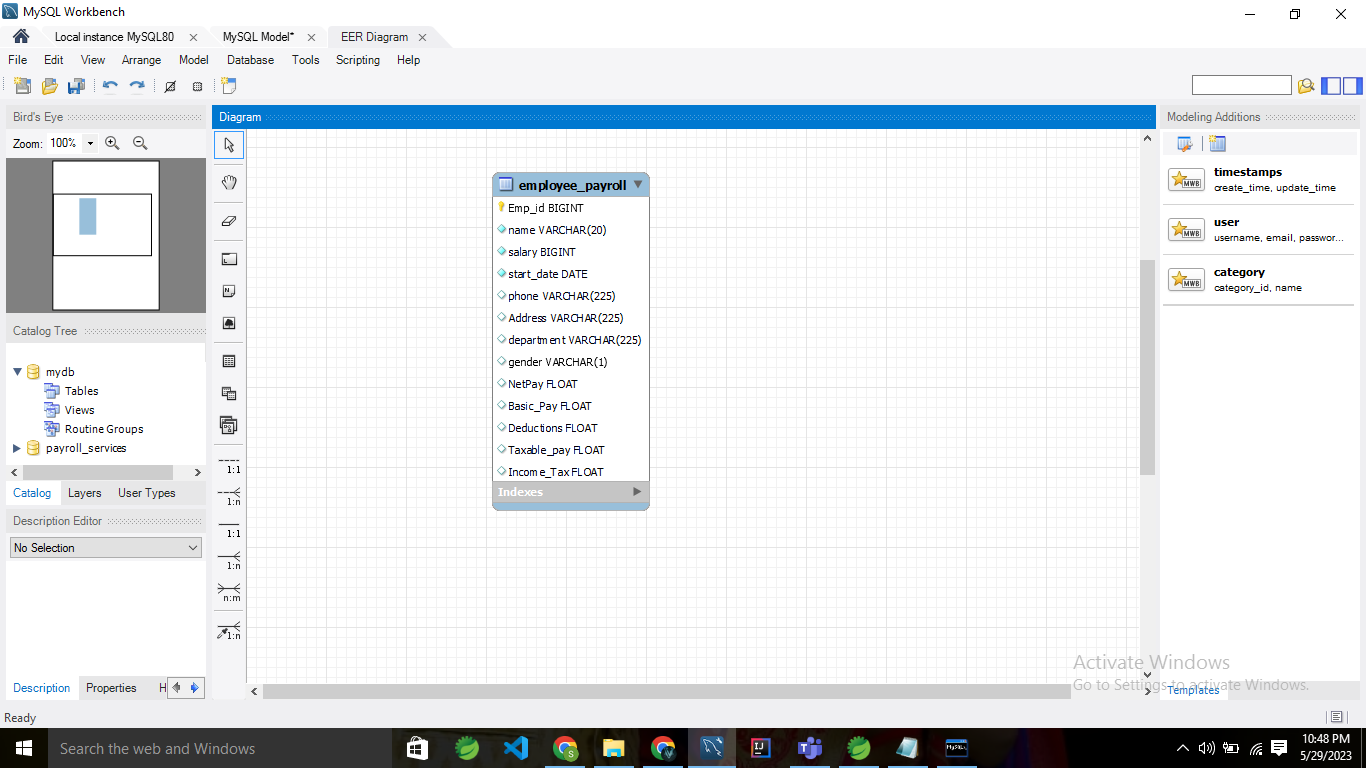 MySQL Workbench
Local instance MySQL80
MySQL Model*
EER Diagram
File Edit View Arrange Model Database Tools Scripting Help
Bird's Eye
Zoom: 100%
Catalog Tree
mydb
Tables
Views
Routine Groups
payroll_services
Catalog Layers User Types
Description Editor
No Selection
Description Properties H
Ready
Diagram
1:1
1:n
1:1
1:n
n:m
1:n
employee_payroll
Emp_id BIGINT
name VARCHAR(20)
salary BIGINT
start_date DATE
phone VARCHAR(225)
Address VARCHAR(225)
department VARCHAR(225)
gender VARCHAR(1)
NetPay FLOAT
Basic_Pay FLOAT
Deductions FLOAT
Taxable_pay FLOAT
Income_Tax FLOAT
Indexes
Modeling Additions
MWB
timestamps
create_time, update_time
MWB
user
username, email, passwor...
MWB
category
category_id, name
Activate Windows
Go to Settings to activate Windows.
Templates
Search the web and Windows
10:48 PM
5/29/2023